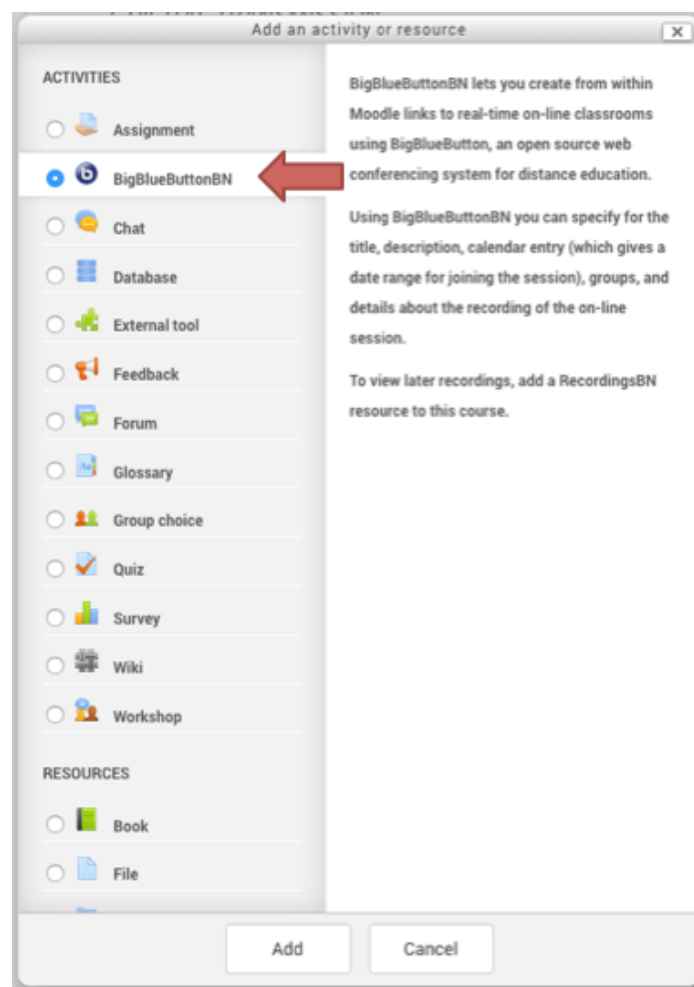 Add an activity or resource
ACTIVITIES
Assignment
BigBlueButtonBN
Chat
Database
External tool
Feedback
Forum
Glossary
Group choice
Quiz
Survey
Wiki
Workshop
RESOURCES
Book
File
BigBlueButtonBN lets you create from within
Moodle links to real-time on-line classrooms
using BigBlueButton, an open source web
conferencing system for distance education.
Using BigBlueButtonBN you can specify for the
title, description, calendar entry (which gives a
date range for joining the session), groups, and
details about the recording of the on-line
session.
To view later recordings, add a RecordingsBN
resource to this course.
Add
Cancel